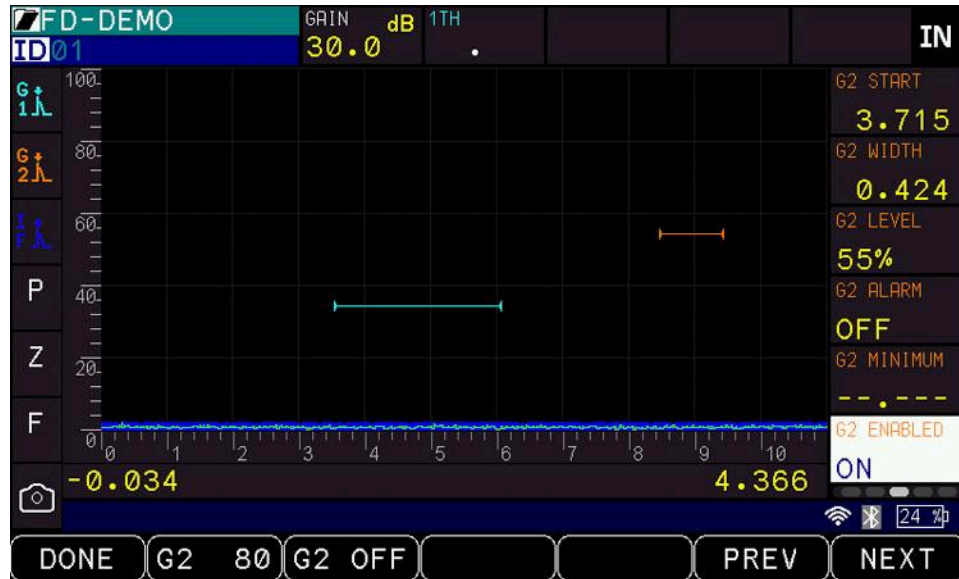 FD-DEMO
ID01
GAIN dB
30.0
1TH
.
IN
G1
G2
IF
P
Z
F
100
80
60
40
20
0
0 1 2 3 4 5 6 7 8 9 10
-0.034 4.366
G2 START
3.715
G2 WIDTH
0.424
G2 LEVEL
55%
G2 ALARM
OFF
G2 MINIMUM
--.---
G2 ENABLED
ON
24 %
DONE G2 80 G2 OFF PREV NEXT